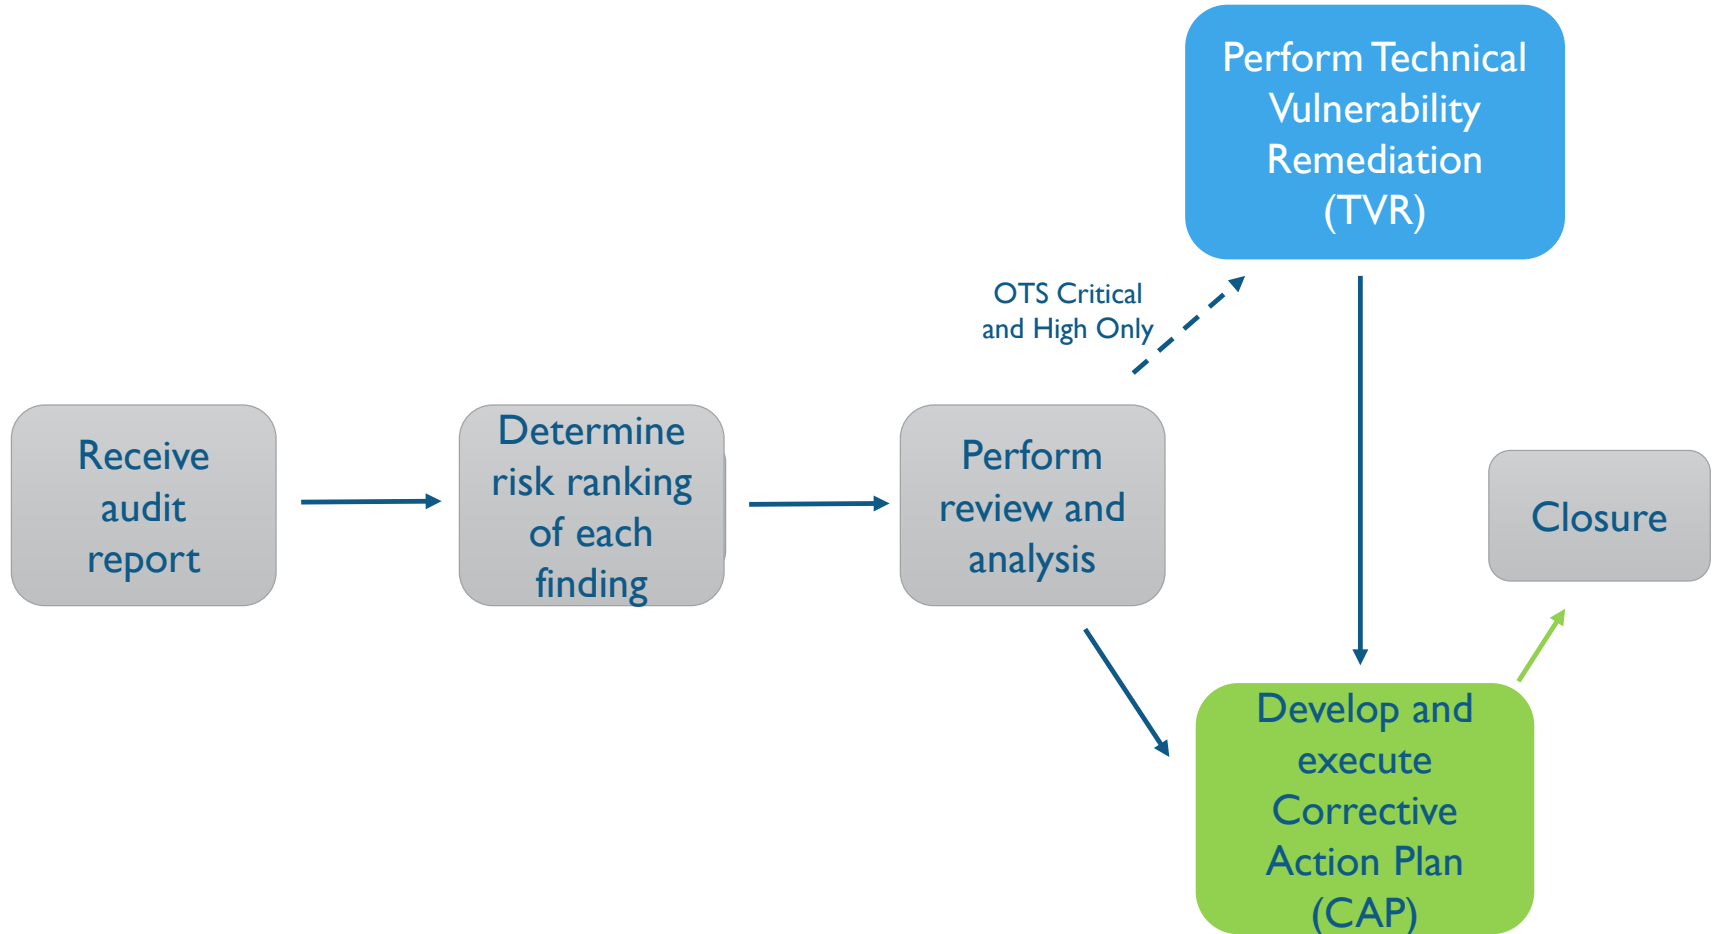 Perform Technical
Vulnerability
Remediation
(TVR)
OTS Critical
and High Only
Receive
audit
report
Determine
risk ranking
of each
finding
Perform
review and
analysis
Closure
Develop and
execute
Corrective
Action Plan
(CAP)